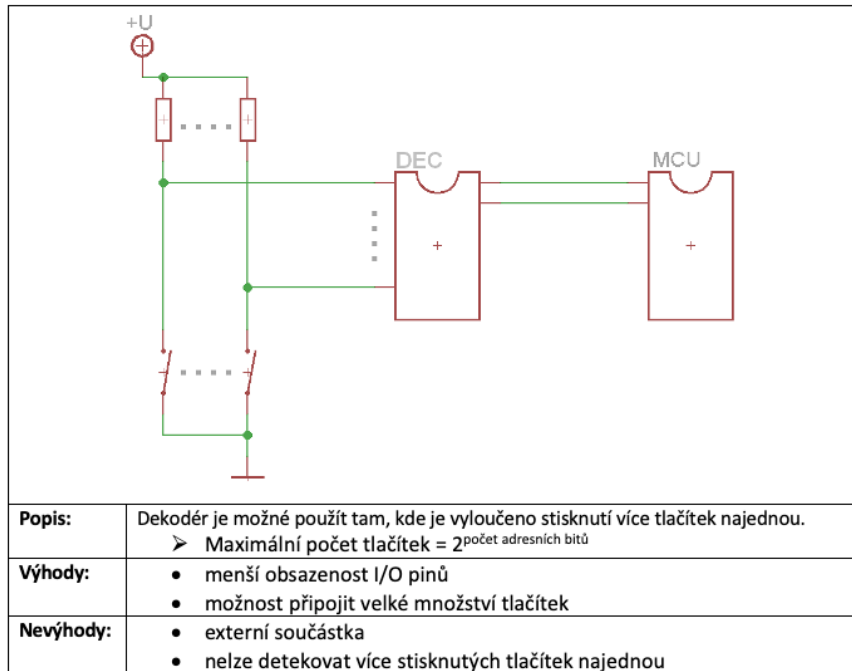 +U
DEC
MCU
Popis:
Dekodér je možné použít tam, kde je vyloučeno stisknutí více tlačítek najednou.
➢ Maximální počet tlačítek = 2^počet adresních bitů
Výhody:
• menší obsazenost I/O pinů
• možnost připojit velké množství tlačítek
Nevýhody:
• externí součástka
• nelze detekovat více stisknutých tlačítek najednou